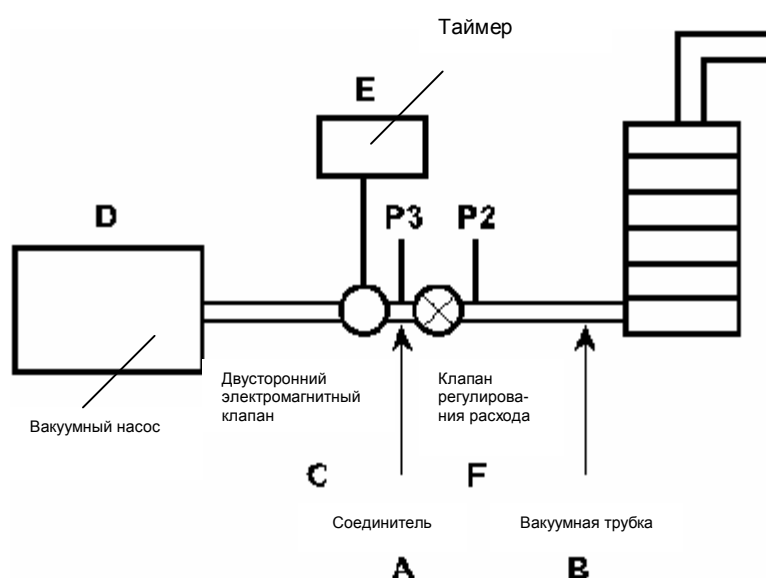 Таймер
E
D
P3 P2
Двусторонний
электромагнитный
клапан
Клапан
регулирова-
ния расхода
Вакуумный насос
C
F
Соединитель
Вакуумная трубка
A
B